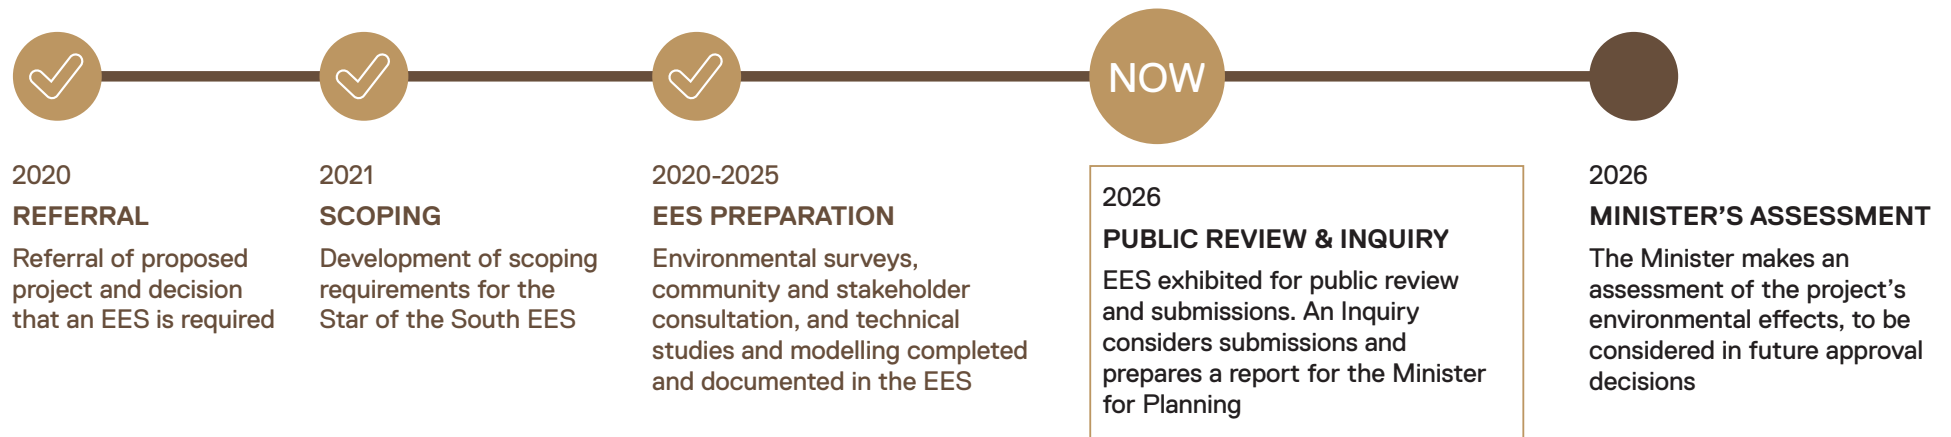 NOW
2020
REFERRAL
Referral of proposed
project and decision
that an EES is required
2021
SCOPING
Development of scoping
requirements for the
Star of the South EES
2020-2025
EES PREPARATION
Environmental surveys,
community and stakeholder
consultation, and technical
studies and modelling completed
and documented in the EES
2026
PUBLIC REVIEW & INQUIRY
EES exhibited for public review
and submissions. An Inquiry
considers submissions and
prepares a report for the Minister
for Planning
2026
MINISTER’S ASSESSMENT
The Minister makes an
assessment of the project’s
environmental effects, to be
considered in future approval
decisions